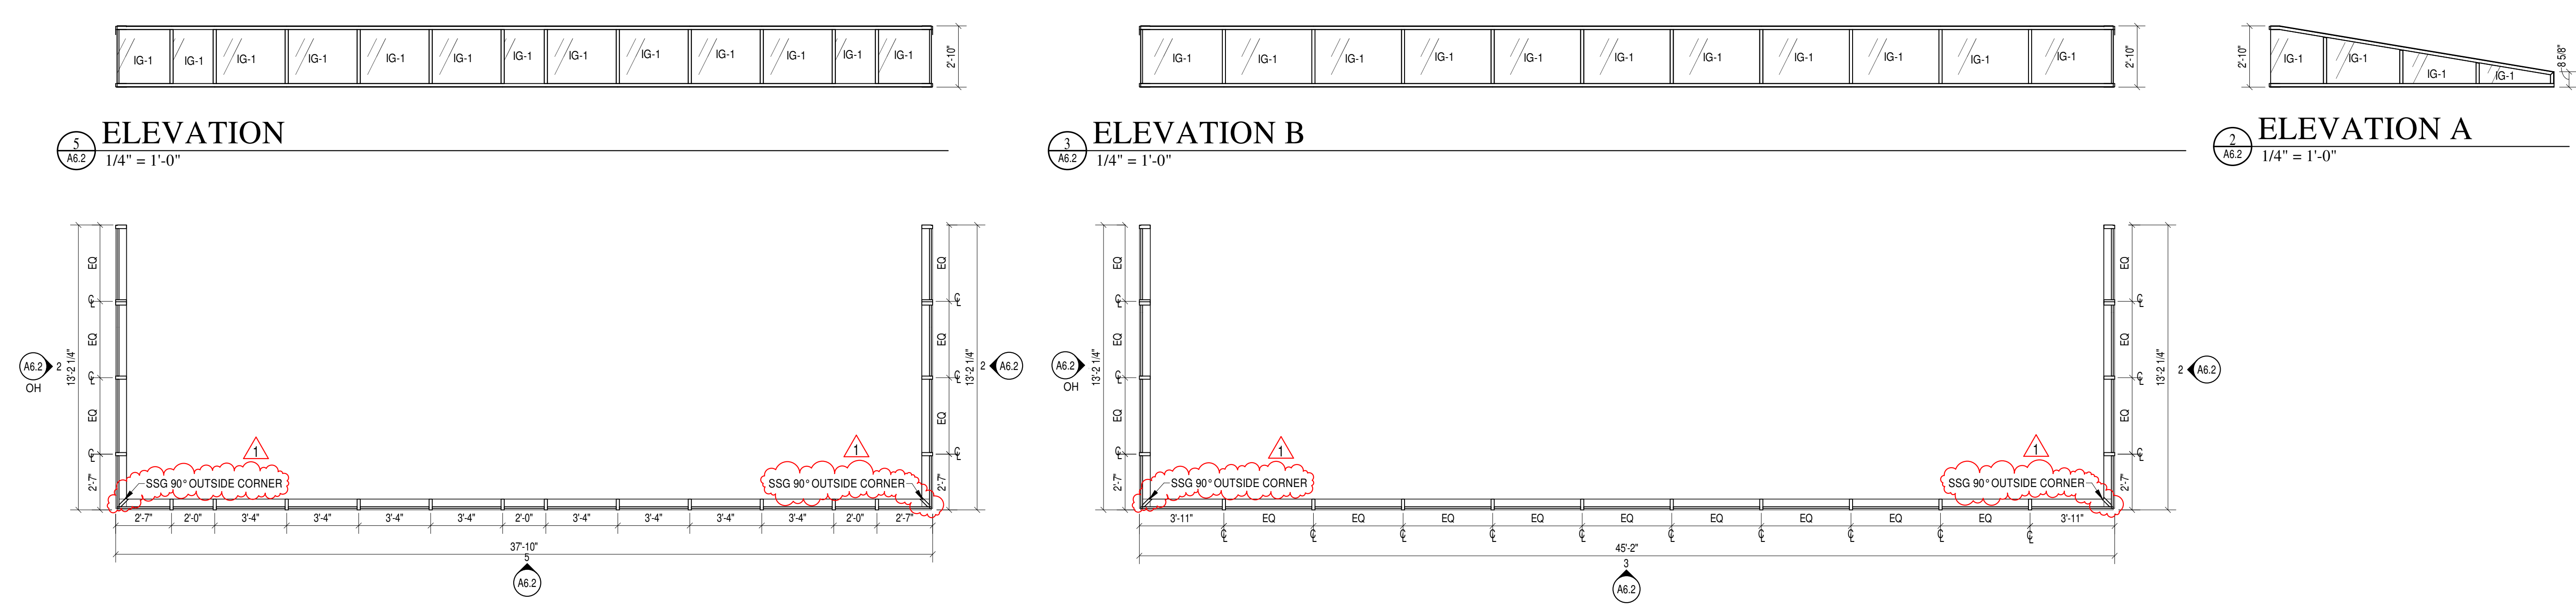 IG-1 IG-1 IG-1 IG-1 IG-1 IG-1 IG-1 IG-1 IG-1 IG-1 IG-1 IG-1 IG-1
2'-10"
5
A6.2
ELEVATION
1/4" = 1'-0"
IG-1 IG-1 IG-1 IG-1 IG-1 IG-1 IG-1 IG-1 IG-1 IG-1 IG-1
2'-10"
3
A6.2
ELEVATION B
1/4" = 1'-0"
2'-10"
IG-1 IG-1 IG-1 IG-1
8 5/8"
2
A6.2
ELEVATION A
1/4" = 1'-0"
A6.2 2
OH
13'-2 1/4"
EQ
EQ
EQ
2'-7"
1
SSG 90° OUTSIDE CORNER
1
SSG 90° OUTSIDE CORNER
EQ
EQ
EQ
2'-7"
13'-2 1/4"
2 A6.2
2'-7" 2'-0" 3'-4" 3'-4" 3'-4" 3'-4" 2'-0" 3'-4" 3'-4" 3'-4" 3'-4" 2'-0" 2'-7"
37'-10"
5
A6.2
A6.2 2
OH
13'-2 1/4"
EQ
EQ
EQ
2'-7"
1
SSG 90° OUTSIDE CORNER
1
SSG 90° OUTSIDE CORNER
EQ
EQ
EQ
2'-7"
13'-2 1/4"
2 A6.2
3'-11" EQ EQ EQ EQ EQ EQ EQ EQ EQ 3'-11"
45'-2"
3
A6.2